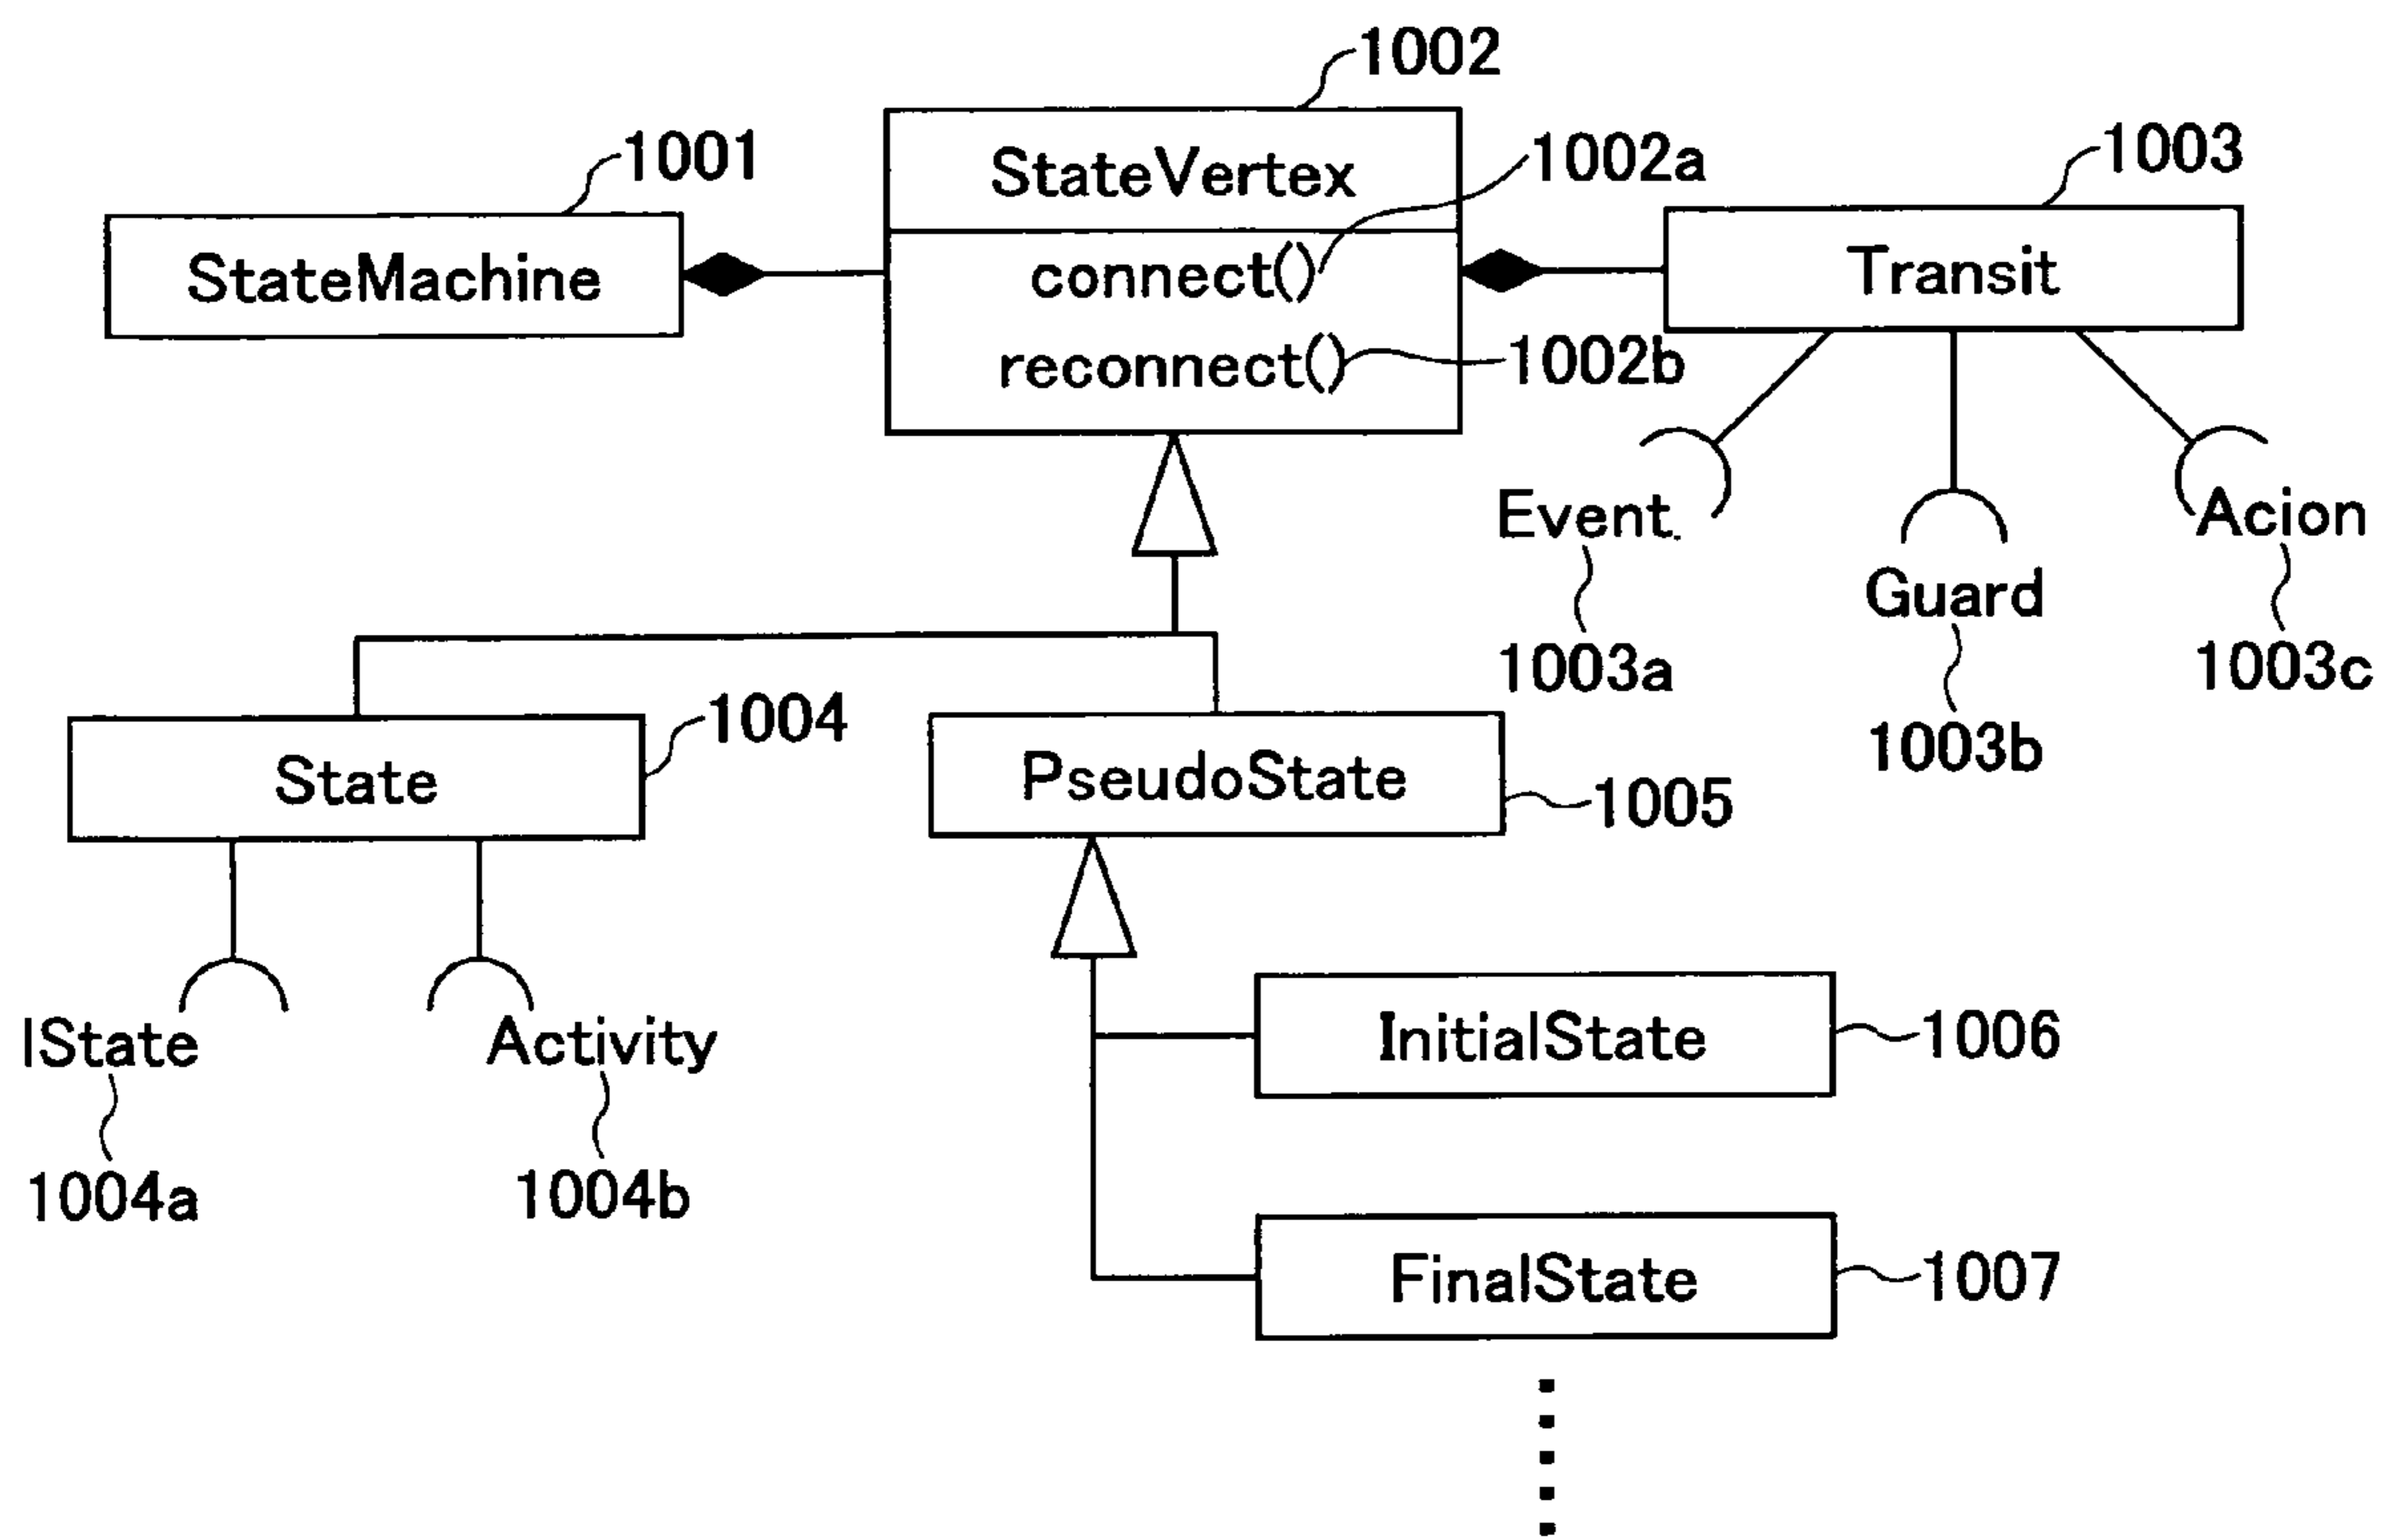 1002
1001
StateVertex
1002a
1003
StateMachine
connect()
Transit
reconnect()
1002b
Event
Acion
Guard
1003a
1003c
1003b
1004
State
PseudoState
1005
IState
Activity
InitialState
1006
1004a
1004b
FinalState
1007